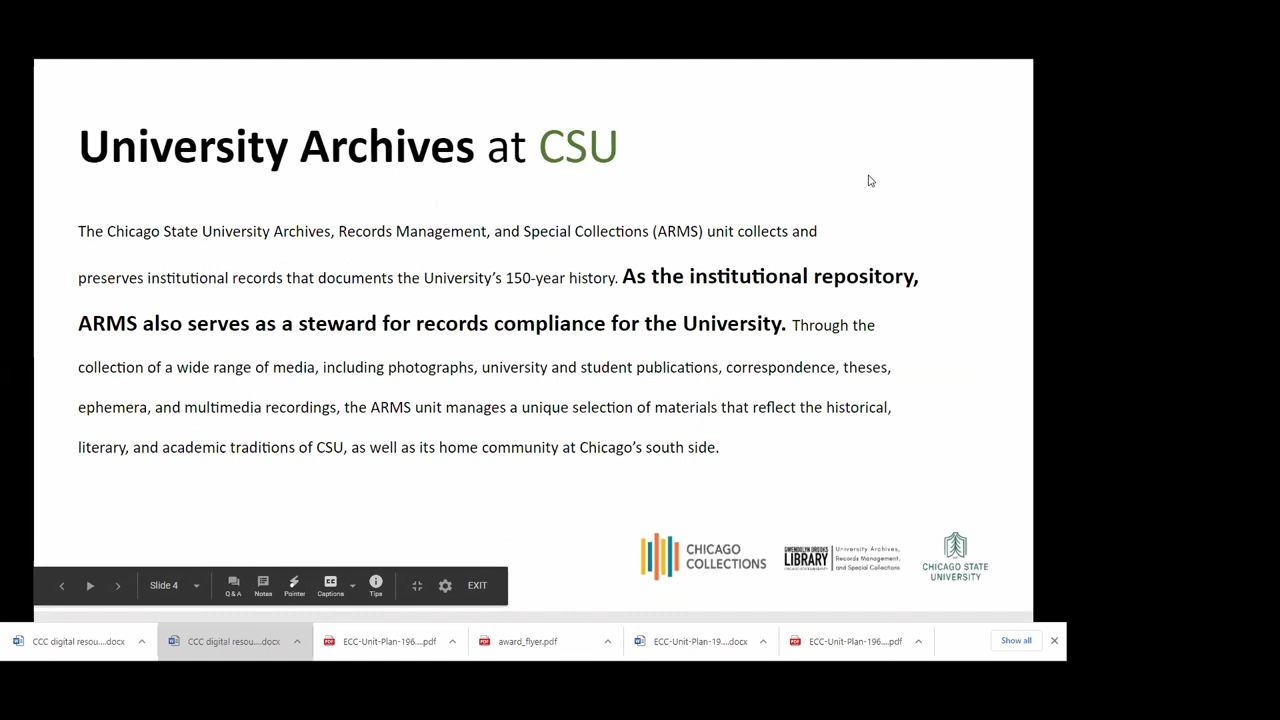 University Archives at CSU
The Chicago State University Archives, Records Management, and Special Collections (ARMS) unit collects and
preserves institutional records that documents the University's 150-year history. As the institutional repository,
ARMS also serves as a steward for records compliance for the University. Through the
collection of a wide range of media, including photographs, university and student publications, correspondence, theses,
ephemera, and multimedia recordings, the ARMS unit manages a unique selection of materials that reflect the historical,
literary, and academic traditions of CSU, as well as its home community at Chicago's south side.
CHICAGO
COLLECTIONS
GWENDOLYN BROOKS
LIBRARY
University Archives,
Records Management,
and Special Collections
CHICAGO STATE
UNIVERSITY
Slide 4
Q & A
Notes
Pointer
CC
Captions
Tips
EXIT
CCC digital resou....docx
CCC digital resou....docx
PDF
ECC-Unit-Plan-196....pdf
PDF
award_flyer.pdf
ECC-Unit-Plan-19....docx
PDF
ECC-Unit-Plan-196....pdf
Show all